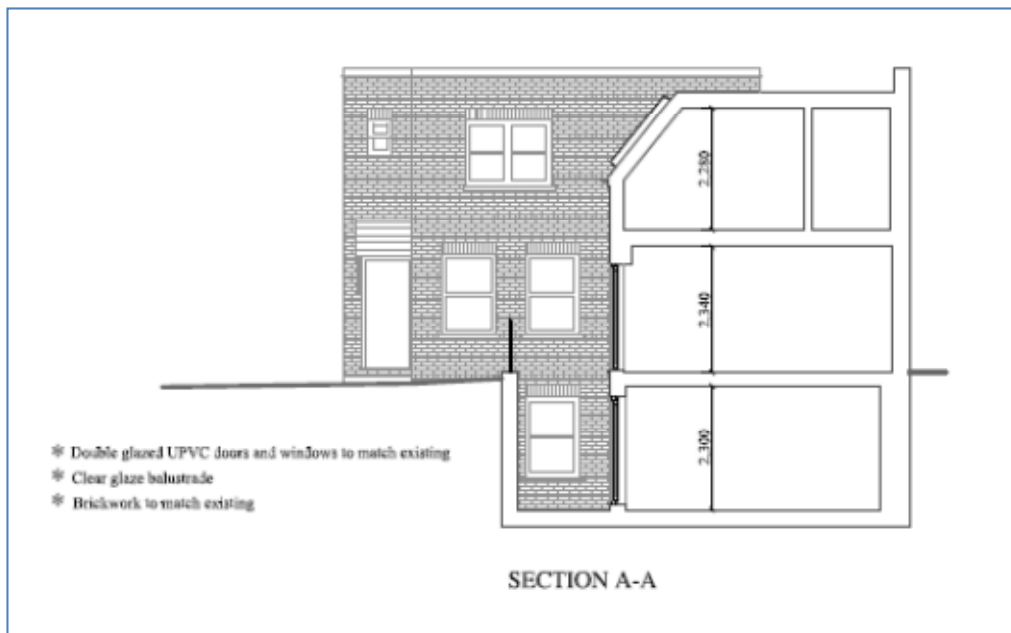 2.280
2.340
2.300
* Double glazed UPVC doors and windows to match existing
* Clear glaze balustrade
* Brickwork to match existing
SECTION A-A